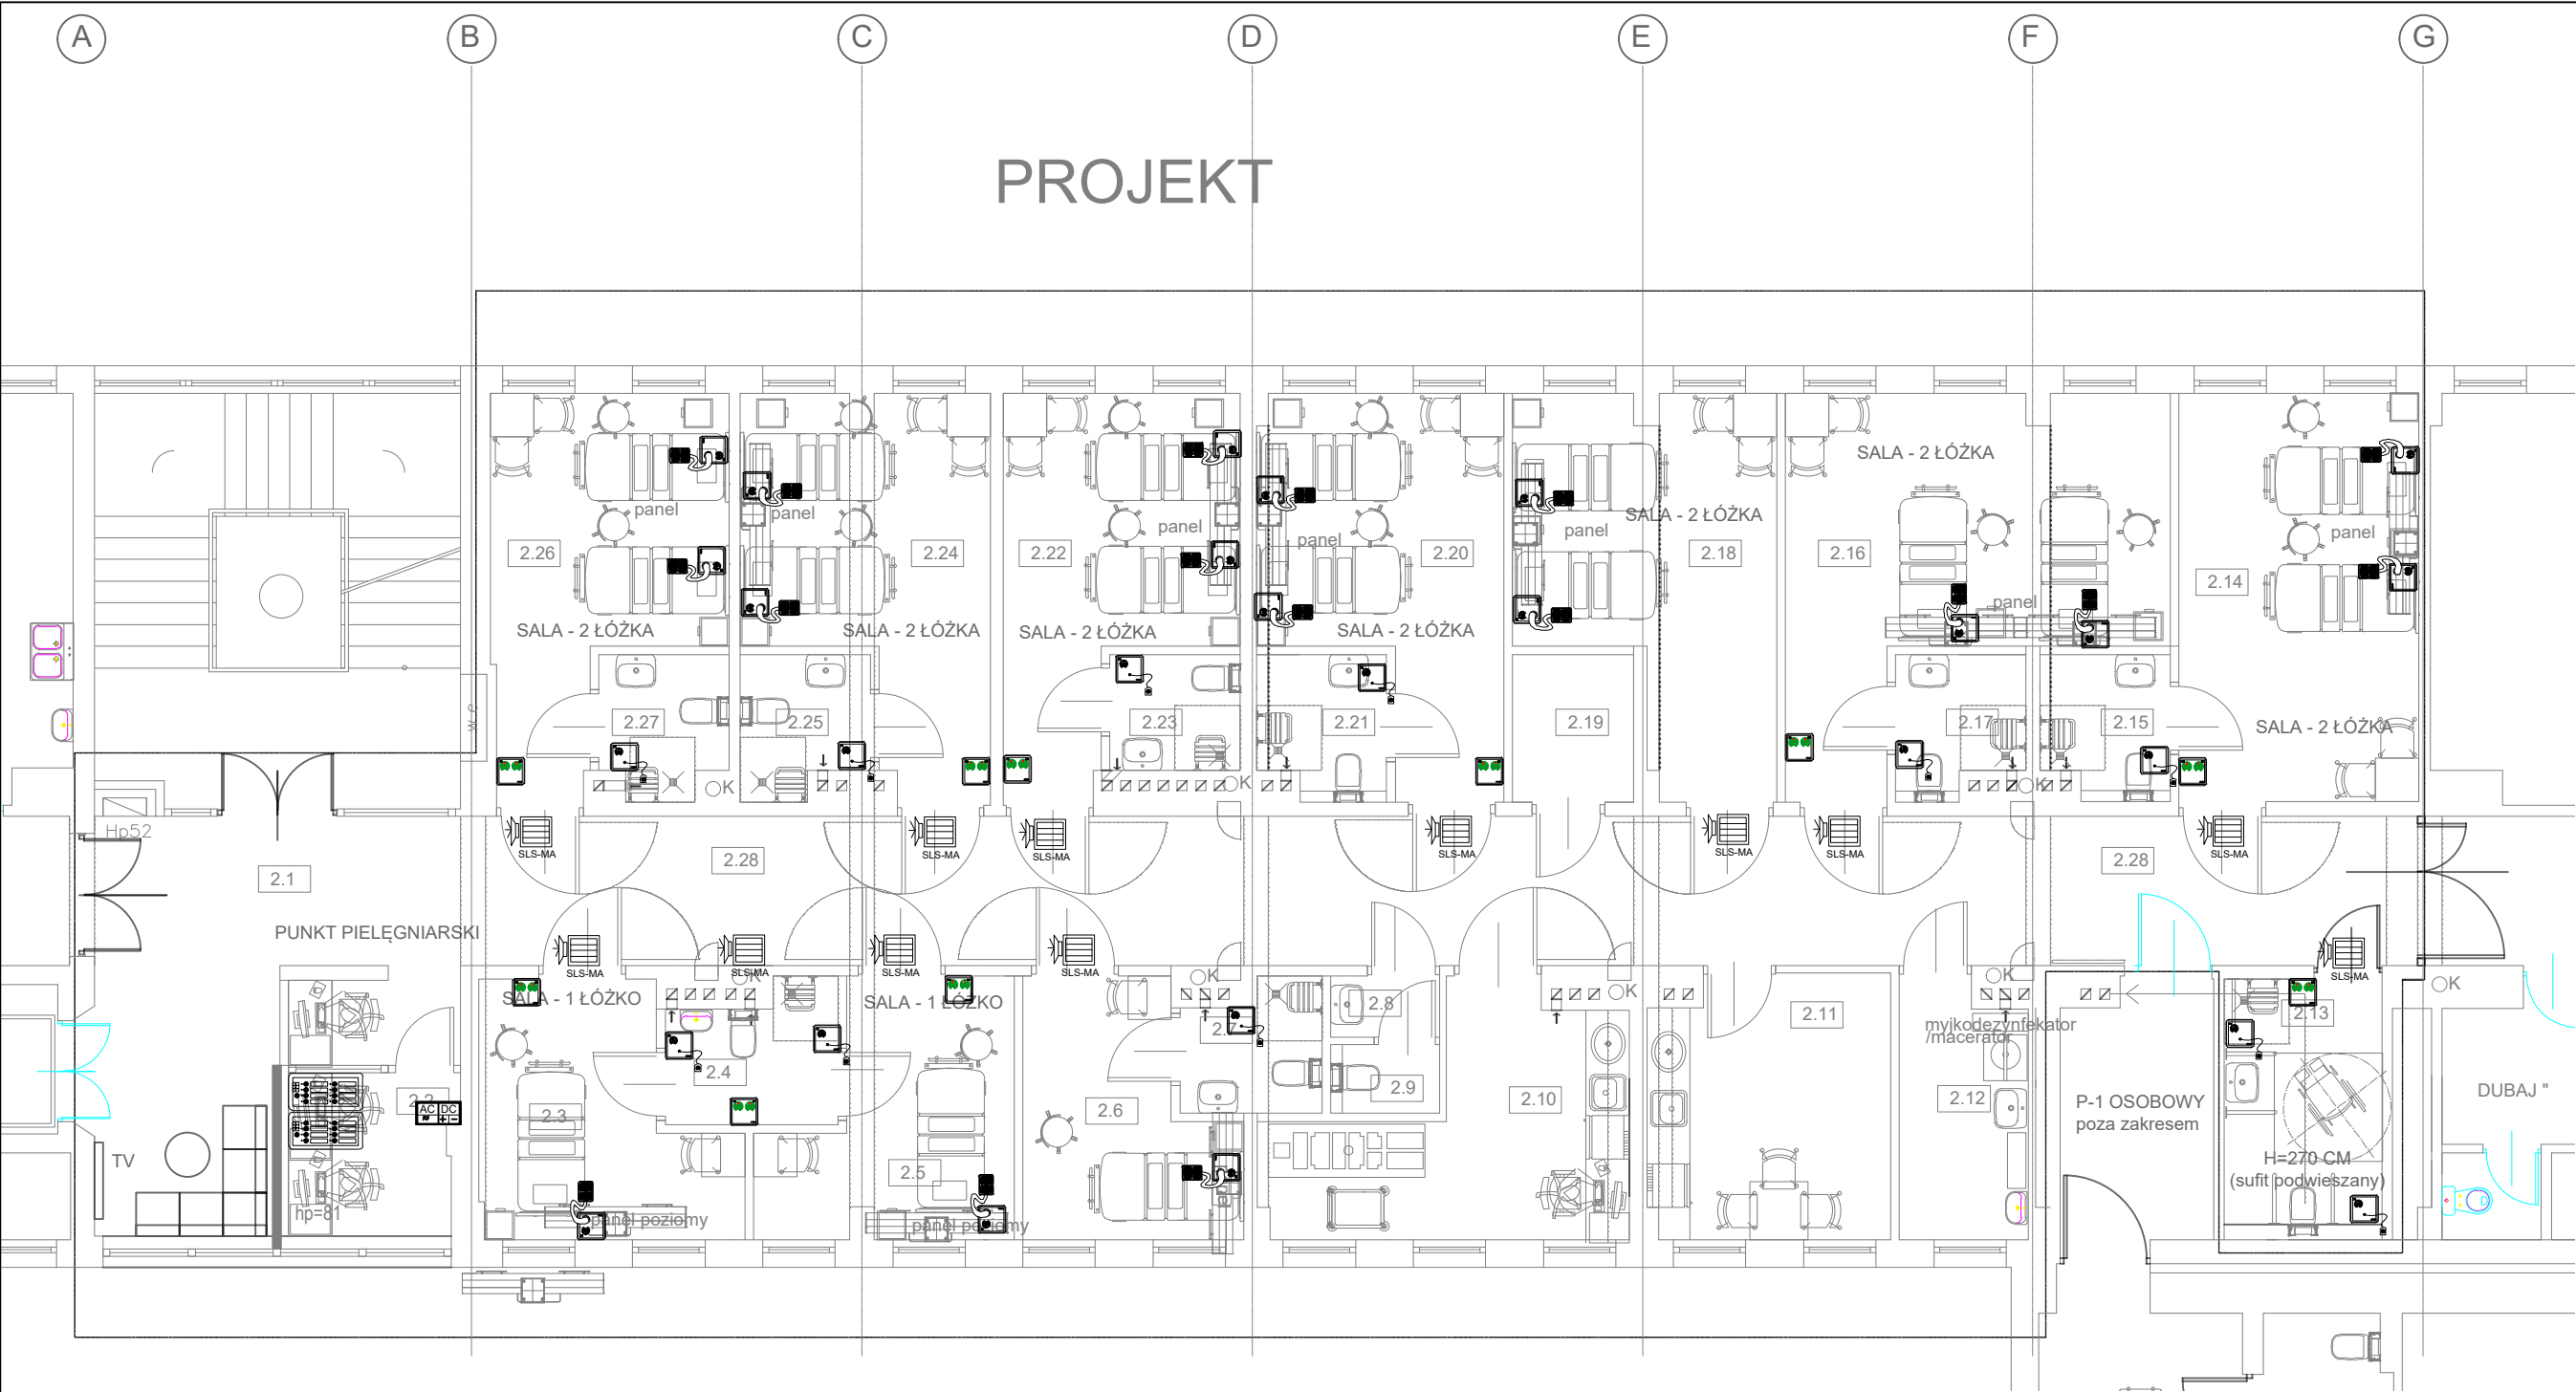 A
B
C
D
E
F
G
PROJEKT
SALA - 2 ŁÓŻKA
panel
panel
panel
panel
panel
SALA - 2 ŁÓŻKA
panel
2.26
2.24
2.22
2.20
2.18
2.16
2.14
panel
SALA - 2 ŁÓŻKA
SALA - 2 ŁÓŻKA
SALA - 2 ŁÓŻKA
SALA - 2 ŁÓŻKA
2.27
2.25
2.23
2.21
2.19
2.17
2.15
SALA - 2 ŁÓŻKA
K
K
K
Hp52
SLS-MA
SLS-MA
SLS-MA
SLS-MA
SLS-MA
SLS-MA
SLS-MA
2.1
2.28
2.28
PUNKT PIELĘGNIARSKI
SLS-MA
SLS-MA
SLS-MA
SLS-MA
SLS-MA
K
K
K
K
K
SALA - 1 ŁÓŻKO
SALA - 1 ŁÓŻKO
2.7
2.8
2.11
2.13
myjkodezynfekator
/macerator
2.4
2.9
2.2
AC DC
2.3
2.6
2.10
2.12
P-1 OSOBOWY
poza zakresem
DUBAJ "
TV
2.5
H=270 CM
(sufit podwieszany)
hp=81
panel poziomy
panel poziomy